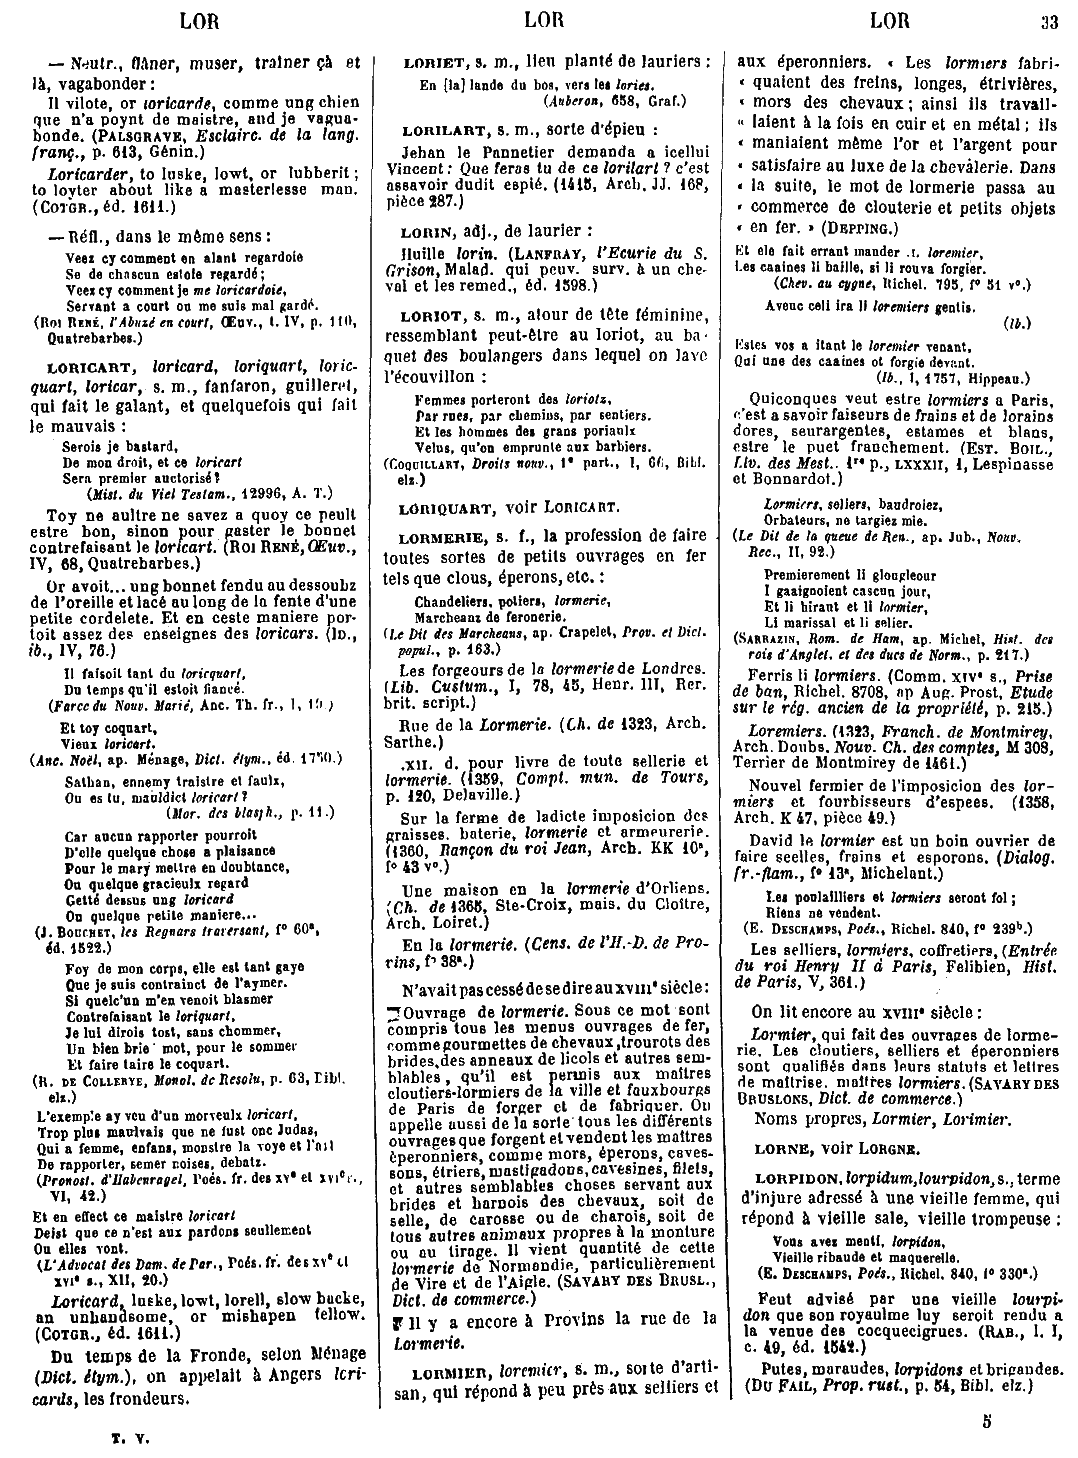 LOR
— Neutr., flâner, muser, traîner çà et
là, vagabonder :
Il vilote, or loricarde, comme ung chien
que n'a poynt de maistre, and je vagua-
bonde. (PALSGRAVE, Esclairc. de la lang.
franç., p. 613, Génin.)
Loricarder, to luske, lowt, or lubberit ;
to loyter about like a masterlesse man.
(COTGR., éd. 1611.)
— Réfl., dans le même sens :
Veez cy comment en alant regardoie
Se de chascun estoie regardé ;
Veez cy comment je me loricardoie,
Servant a court ou me suis mal gardé.
(ROI RENÉ, l'Abuzé en court, Œuv., t. IV, p. 110,
Quatrebarbes.)
LORICART, loricard, loriquart, loric-
quart, loricar, s. m., fanfaron, guilleret,
qui fait le galant, et quelquefois qui fait
le mauvais :
Serois je bastard,
De mon droit, et ce loricart
Sera premier auctorisé ?
(Mist. du Viel Testam., 12996, A. T.)
Toy ne aultre ne savez a quoy ce peult
estre bon, sinon pour gaster le bonnet
contrefaisant le loricart. (ROI RENÉ, Œuv.,
IV, 68, Quatrebarbes.)
Or avoit... ung bonnet fendu au dessoubz
de l'oreille et lacé au long de la fente d'une
petite cordelete. Et en ceste maniere por-
toit assez des enseignes des loricars. (ID.,
ib., IV, 76.)
Il faisoit tant du loricquart,
Du temps qu'il estoit fiancé.
(Farce du Nouv. Marié, Anc. Th. fr., I, 19.)
Et toy coquart,
Vieux loricart.
(Anc. Noël, ap. Ménage, Dict. étym., éd. 1750.)
Sathan, ennemy traistre et faulx,
Ou es tu, mauldict loricart ?
(Mor. des blasph., p. 11.)
Car aucun rapporter pourroit
D'elle quelque chose a plaisance
Pour le mary mettre en doubtance,
Ou quelque gracieulx regard
Getté dessus ung loricard
Ou quelque petite maniere...
(J. BOUCHET, les Regnars traversant, f° 60ª,
éd. 1522.)
Foy de mon corps, elle est tant gaye
Que je suis contrainct de l'aymer.
Si quelc'un m'en venoit blasmer
Contrefaisant le loriquart,
Je lui dirois tost, sans chommer,
Un bien brie mot, pour le sommer
Et faire taire le coquart.
(R. DE COLLERYE, Monol. de Resolu, p. 63, Bibl.
elz.)
L'exemple ay veu d'un morveulx loricart,
Trop plus maulvais que ne fust onc Judas,
Qui a femme, enfans, monstre la voye et l'art
De rapporter, semer noises, debatz.
(Pronost. d'Habenragel, Poés. fr. des XVᵉ et XVIᵉ s.,
VI, 42.)
Et en effect ce maistre loricart
Deist que ce n'est aux pardons seullement
Ou elles vont.
(L'Advocat des Dam. de Par., Poés. fr. des XVᵉ et
XVIᵉ s., XII, 20.)
Loricard, luske, lowt, lorell, slow backe,
an unhandsome, or mishapen fellow.
(COTGR., éd. 1611.)
Du temps de la Fronde, selon Ménage
(Dict. étym.), on appelait à Angers lori-
cards, les frondeurs.
T. V.
LOR
LORIET, s. m., lieu planté de lauriers :
En [la] lande du bos, vers les lories.
(Auberon, 658, Graf.)
LORILART, s. m., sorte d'épieu :
Jehan le Pannetier demanda a icellui
Vincent : Que feras tu de ce lorilart ? c'est
assavoir dudit espié. (1415, Arch. JJ. 168,
pièce 287.)
LORIN, adj., de laurier :
Huille lorin. (LANFRAY, l'Ecurie du S.
Grison, Malad. qui peuv. surv. à un che-
val et les remed., éd. 1598.)
LORIOT, s. m., atour de tête féminine,
ressemblant peut-être au loriot, au ba-
quet des boulangers dans lequel on lave
l'écouvillon :
Femmes porteront des loriots,
Par rues, par chemins, par sentiers.
Et les hommes des grans poriaulx
Velus, qu'on emprunte aux barbiers.
(COQUILLART, Droits nouv., 1ᵉ part., I, 66, Bibl.
elz.)
LORIQUART, voir LORICART.
LORMERIE, s. f., la profession de faire
toutes sortes de petits ouvrages en fer
tels que clous, éperons, etc. :
Chandeliers, potiers, lormerie,
Marcheanz de feronerie.
(Le Dit des Marcheans, ap. Crapelet, Prov. et Dict.
popul., p. 163.)
Les forgeours de la lormerie de Londres.
(Lib. Custum., I, 78, 45, Henr. III, Rer.
brit. script.)
Rue de la Lormerie. (Ch. de 1323, Arch.
Sarthe.)
.XII. d. pour livre de toute sellerie et
lormerie. (1359, Compt. mun. de Tours,
p. 120, Delaville.)
Sur la ferme de ladicte imposicion des
graisses. baterie, lormerie et armeurerie.
(1360, Rançon du roi Jean, Arch. KK 10ª,
f° 43 v°.)
Une maison en la lormerie d'Orliens.
(Ch. de 1365, Ste-Croix, mais. du Cloître,
Arch. Loiret.)
En la lormerie. (Cens. de l'H.-D. de Pro-
rins, f° 38ª.)
N'avait pas cessé de se dire au XVIIIᵉ siècle :
Ouvrage de lormerie. Sous ce mot sont
compris tous les menus ouvrages de fer,
comme gourmettes de chevaux, trourots des
brides, des anneaux de licols et autres sem-
blables, qu'il est permis aux maîtres
cloutiers-lormiers de la ville et fauxbourgs
de Paris de forger et de fabriquer. On
appelle aussi de la sorte tous les différents
ouvrages que forgent et vendent les maîtres
éperonniers, comme mors, éperons, caves-
sons, étriers, mastigadons, cavesines, filets,
et autres semblables choses servant aux
brides et harnois des chevaux, soit de
selle, de carosse ou de charois, soit de
tous autres animaux propres à la monture
ou au tirage. Il vient quantité de cette
lormerie de Normandie, particulièrement
de Vire et de l'Aigle. (SAVARY DES BRUSL.,
Dict. de commerce.)
Il y a encore à Provins la rue de la
Lormerie.
LORMIER, loremier, s. m., sorte d'arti-
san, qui répond à peu près aux selliers et
LOR
33
aux éperonniers. « Les lormiers fabri-
« quaient des freins, longes, étrivières,
« mors des chevaux ; ainsi ils travail-
« laient à la fois en cuir et en métal ; ils
« maniaient même l'or et l'argent pour
« satisfaire au luxe de la chevalerie. Dans
« la suite, le mot de lormerie passa au
« commerce de clouterie et petits objets
« en fer. » (DEPPING.)
Et ele fait errant mander .I. loremier,
Les caaines li baille, si li rouva forgier.
(Chev. au cygne, Richel. 795, f° 51 v°.)
Avenc celi ira li loremiers gentis.
(Ib.)
Estes vos a itant le loremier venant,
Qui une des caaines ot forgié devant.
(Ib., I, 1757, Hippeau.)
Quiconques veut estre lormiers a Paris,
c'est a savoir faiseurs de frains et de lorains
dores, seurargentes, estames et blans,
estre le puet franchement. (EST. BOIL.,
Liv. des Mest., 1ʳᵉ p., LXXXII, 1, Lespinasse
et Bonnardot.)
Lormiers, seliers, baudroiez,
Orbateurs, ne targiez mie.
(Le Dit de la queue de Ren., ap. Jub., Nouv.
Rec., II, 92.)
Premierement li glougleour
I gaaignolent cascun jour,
Et li hirant et li lormier,
Li marissal et li selier.
(SARRAZIN, Rom. de Ham, ap. Michel, Hist. des
rois d'Anglet. et des ducs de Norm., p. 217.)
Ferris li lormiers. (Comm. XIVᵉ s., Prise
de ban, Richel. 8708, ap Aug. Prost, Etude
sur le rég. ancien de la propriété, p. 215.)
Loremiers. (1323, Franch. de Montmirey,
Arch. Doubs. Nouv. Ch. des comptes, M 308,
Terrier de Montmirey de 1461.)
Nouvel fermier de l'imposicion des lor-
miers et fourbisseurs d'espees. (1358,
Arch. K 47, pièce 49.)
David le lormier est un boin ouvrier de
faire seelles, frains et esporons. (Dialog.
fr.-flam., f° 13ª, Michelant.)
Les poulailliers et lormiers seront fol ;
Riens ne vendent.
(E. DESCHAMPS, Poés., Richel. 840, f° 239ᵇ.)
Les selliers, lormiers, coffretiers, (Entrée
du roi Henry II à Paris, Felibien, Hist.
de Paris, V, 361.)
On lit encore au XVIIIᵉ siècle :
Lormier, qui fait des ouvrages de lorme-
rie. Les cloutiers, selliers et éperonniers
sont qualifiés dans leurs statuts et lettres
de maîtrise, maîtres lormiers. (SAVARY DES
BRUSLONS, Dict. de commerce.)
Noms propres, Lormier, Lorimier.
LORNE, voir LORGNE.
LORPIDON, lorpidum, lourpidon, s., terme
d'injure adressé à une vieille femme, qui
répond à vieille sale, vieille trompeuse :
Vous avez menti, lorpidon,
Vieille ribaude et maquerelle.
(E. DESCHAMPS, Poés., Richel. 840, f° 330ª.)
Feut advisé par une vieille lourpi-
don que son royaulme luy seroit rendu a
la venue des cocquecigrues. (RAB., l. I,
c. 49, éd. 1542.)
Putes, maraudes, lorpidons et brigandes.
(DU FAIL, Prop. rust., p. 54, Bibl. elz.)
5